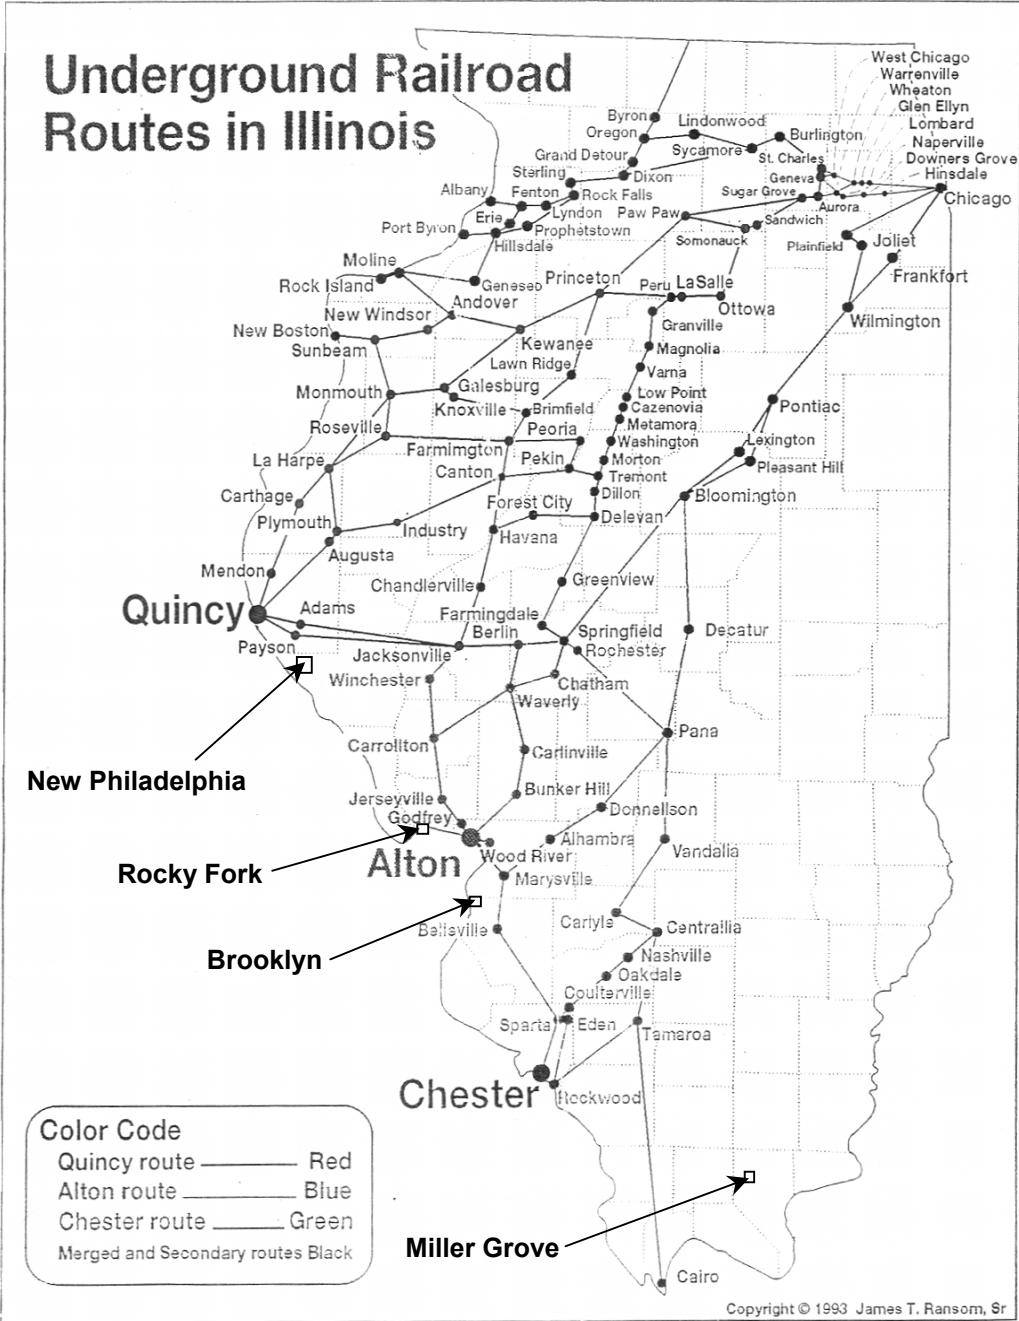 Underground Railroad
Routes in Illinois
West Chicago
Warrenville
Wheaton
Glen Ellyn
Lombard
Naperville
Downers Grove
Hinsdale
Byron
Lindonwood
Oregon
Burlington
Grand Detour
Sycamore
St. Charles
Sterling
Dixon
Geneva
Albany
Fenton
Rock Falls
Sugar Grove
Aurora
Chicago
Erie
Lyndon
Paw Paw
Sandwich
Port Byron
Prophetstown
Hillsdale
Somonauck
Plainfield
Joliet
Moline
Rock Island
Geneseo
Princeton
Peru
LaSalle
Frankfort
Andover
Ottowa
New Windsor
Granville
Wilmington
New Boston
Sunbeam
Kewanee
Magnolia
Lawn Ridge
Varna
Monmouth
Galesburg
Low Point
Knoxville
Brimfield
Cazenovia
Pontiac
Metamora
Roseville
Peoria
Washington
Lexington
Farmimgton
Pekin
Morton
Pleasant Hill
La Harpe
Canton
Tremont
Dillon
Carthage
Forest City
Bloomington
Plymouth
Industry
Havana
Delevan
Augusta
Mendon
Chandlerville
Greenview
Quincy
Adams
Farmingdale
Berlin
Springfield
Decatur
Payson
Jacksonville
Rochester
Winchester
Chatham
Waverly
Pana
Carrollton
Carlinville
New Philadelphia
Jerseyville
Bunker Hill
Godfrey
Donnellson
Alhambra
Alton
Wood River
Vandalia
Rocky Fork
Marysville
Carlyle
Centrailia
Bellsville
Brooklyn
Nashville
Oakdale
Coulterville
Sparta
Eden
Tamaroa
Chester
Rockwood
Color Code
Quincy route Red
Alton route Blue
Chester route Green
Merged and Secondary routes Black
Miller Grove
Cairo
Copyright © 1993 James T. Ransom, Sr